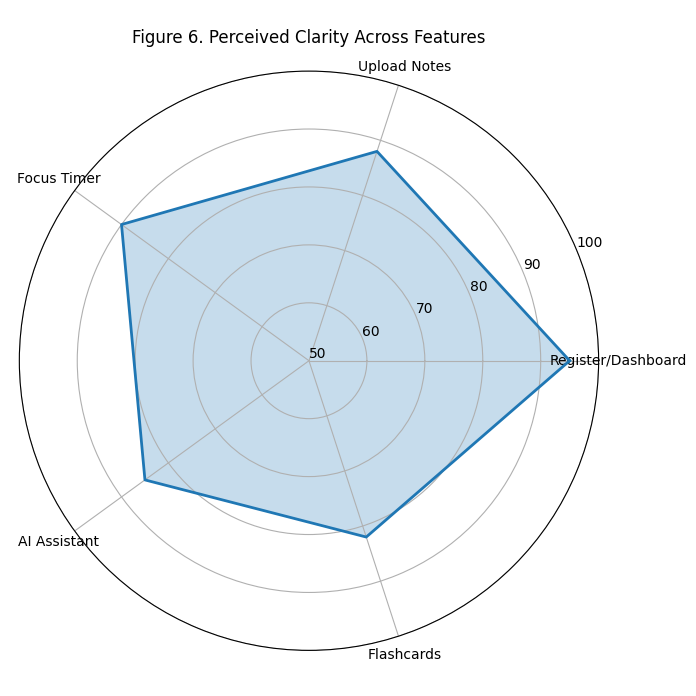 Figure 6. Perceived Clarity Across Features
Upload Notes
Focus Timer
100
90
80
70
60
50
Register/Dashboard
AI Assistant
Flashcards